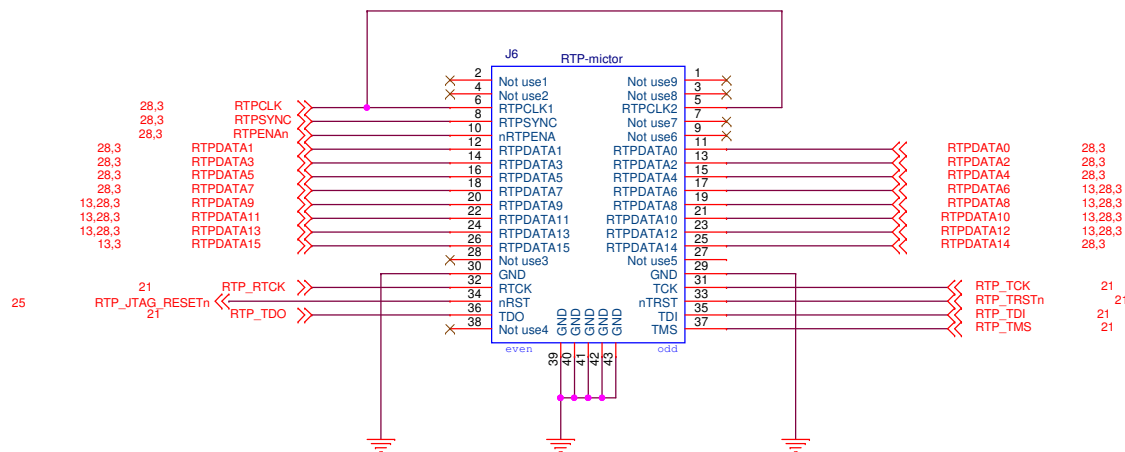 J6
RTP-mictor
2 Not use1 Not use9 1
4 Not use2 Not use8 3
28,3 RTPCLK 6 RTPCLK1 RTPCLK2 5
28,3 RTPSYNC 8 RTPSYNC Not use7 7
28,3 RTPENAn 10 nRTPENA Not use6 9
28,3 RTPDATA1 12 RTPDATA1 RTPDATA0 11 RTPDATA0 28,3
28,3 RTPDATA3 14 RTPDATA3 RTPDATA2 13 RTPDATA2 28,3
28,3 RTPDATA5 16 RTPDATA5 RTPDATA4 15 RTPDATA4 28,3
28,3 RTPDATA7 18 RTPDATA7 RTPDATA6 17 RTPDATA6 13,28,3
13,28,3 RTPDATA9 20 RTPDATA9 RTPDATA8 19 RTPDATA8 13,28,3
13,28,3 RTPDATA11 22 RTPDATA11 RTPDATA10 21 RTPDATA10 13,28,3
13,28,3 RTPDATA13 24 RTPDATA13 RTPDATA12 23 RTPDATA12 13,28,3
13,3 RTPDATA15 26 RTPDATA15 RTPDATA14 25 RTPDATA14 28,3
28 Not use3 Not use5 27
30 GND GND 29
21 RTP_RTCK 32 RTCK TCK 31 RTP_TCK 21
25 RTP_JTAG_RESETn 34 nRST nTRST 33 RTP_TRSTn 21
21 RTP_TDO 36 TDO TDI 35 RTP_TDI 21
38 Not use4 TMS 37 RTP_TMS 21
GND GND GND GND GND
even odd
39 40 41 42 43